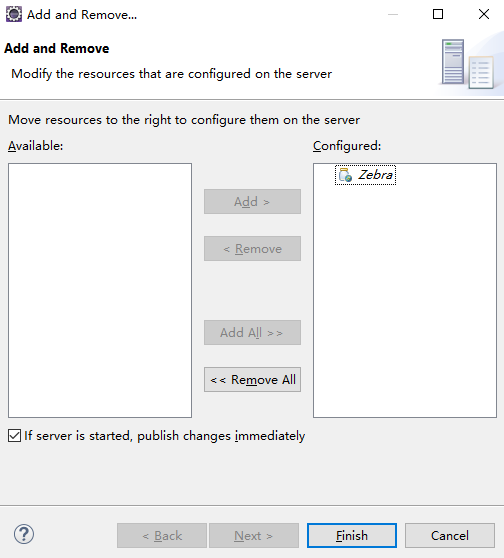 Add and Remove...
Add and Remove
Modify the resources that are configured on the server
Move resources to the right to configure them on the server
Available:
Configured:
Zebra
Add >
< Remove
Add All >>
<< Remove All
If server is started, publish changes immediately
?
< Back
Next >
Finish
Cancel